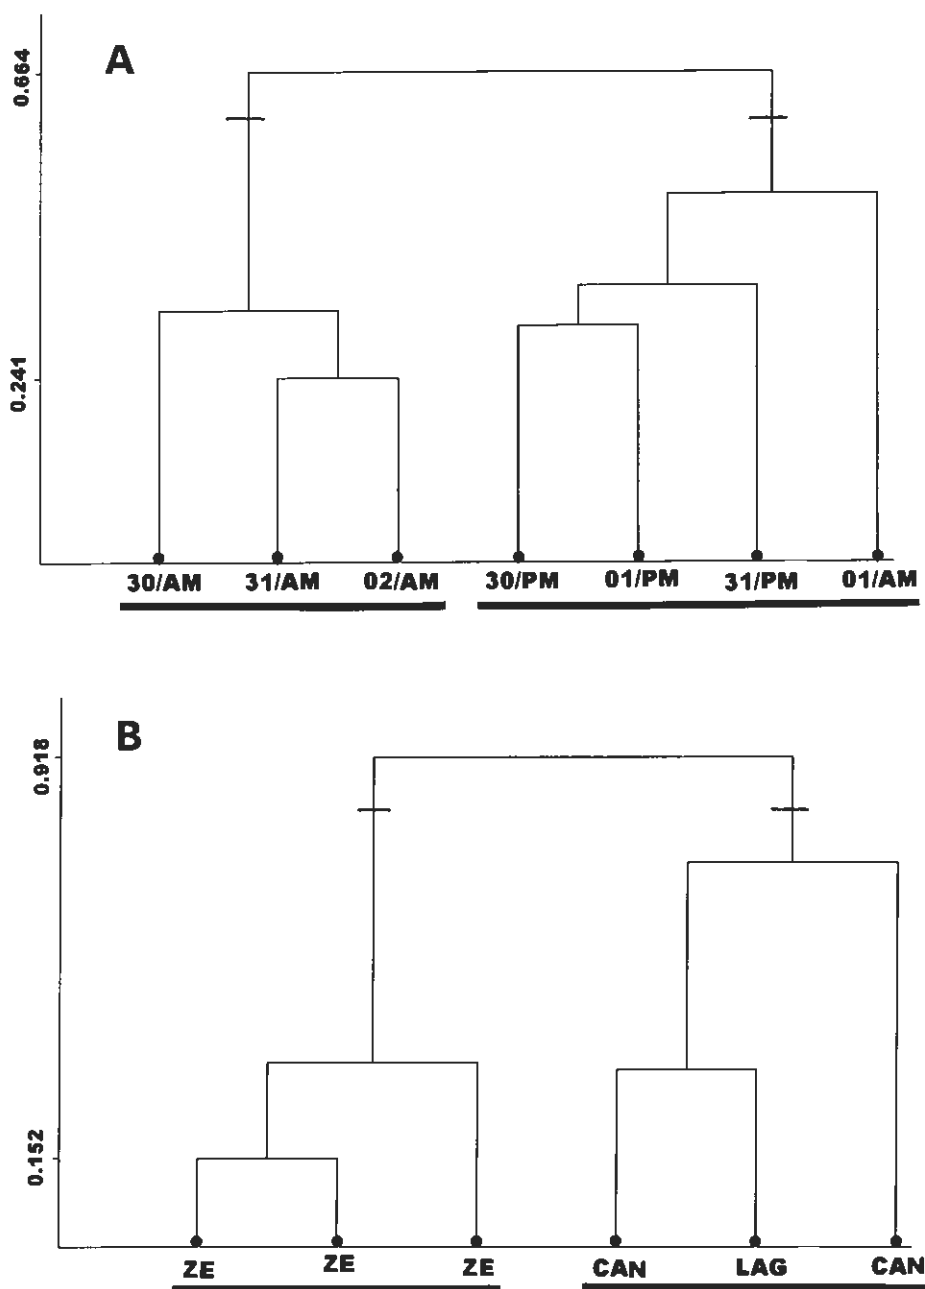 A
0.664
0.241
30/AM 31/AM 02/AM 30/PM 01/PM 31/PM 01/AM
B
0.918
0.152
ZE ZE ZE CAN LAG CAN